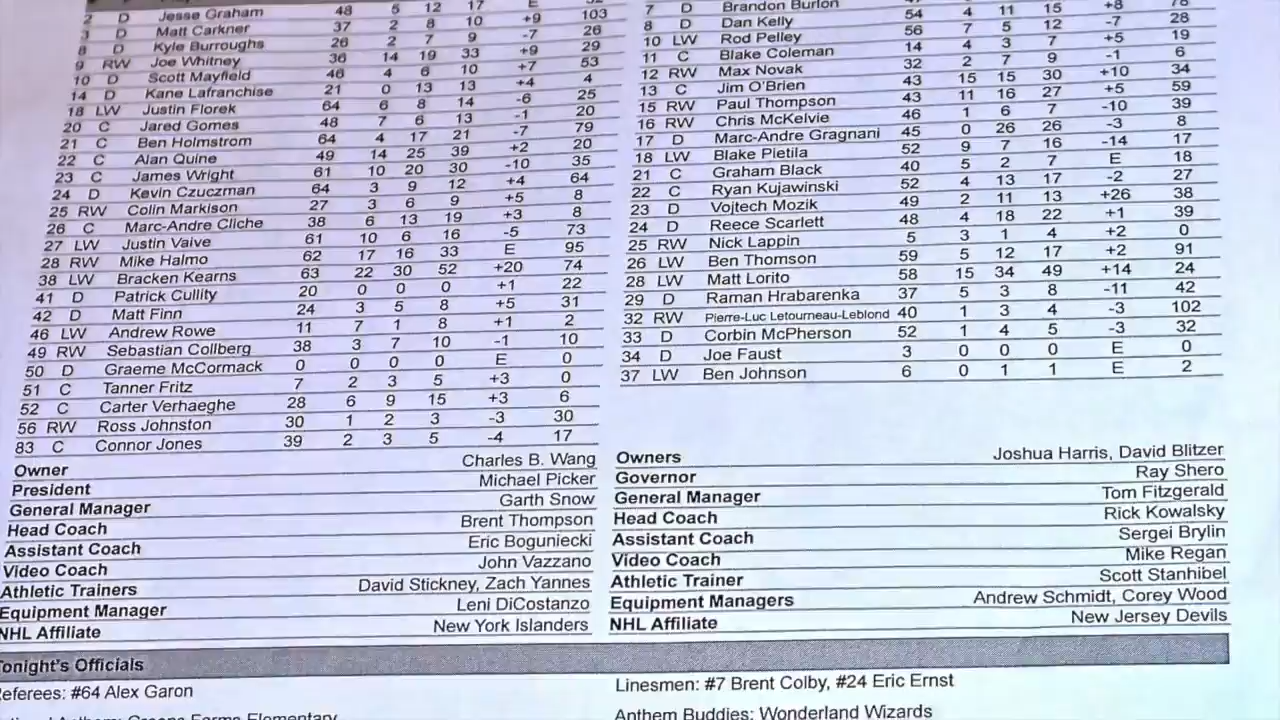 2 D Jesse Graham 48 5 12 17 E
3 D Matt Carkner 37 2 8 10 +9 103
8 D Kyle Burroughs 26 2 7 9 -7 26
9 RW Joe Whitney 36 14 19 33 +9 29
10 D Scott Mayfield 46 4 6 10 +7 53
14 D Kane Lafranchise 21 0 13 13 +4 4
18 LW Justin Florek 64 6 8 14 -6 25
20 C Jared Gomes 48 7 6 13 -1 20
21 C Ben Holmstrom 64 4 17 21 -7 79
22 C Alan Quine 49 14 25 39 +2 20
23 C James Wright 61 10 20 30 -10 35
24 D Kevin Czuczman 64 3 9 12 +4 64
25 RW Colin Markison 27 3 6 9 +5 8
26 C Marc-Andre Cliche 38 6 13 19 +3 8
27 LW Justin Vaive 61 10 6 16 -5 73
28 RW Mike Halmo 62 17 16 33 E 95
38 LW Bracken Kearns 63 22 30 52 +20 74
41 D Patrick Cullity 20 0 0 0 +1 22
42 D Matt Finn 24 3 5 8 +5 31
46 LW Andrew Rowe 11 7 1 8 +1 2
49 RW Sebastian Collberg 38 3 7 10 -1 10
50 D Graeme McCormack 0 0 0 0 E 0
51 C Tanner Fritz 7 2 3 5 +3 0
52 C Carter Verhaeghe 28 6 9 15 +3 6
56 RW Ross Johnston 30 1 2 3 -3 30
83 C Connor Jones 39 2 3 5 -4 17
Owner Charles B. Wang
President Michael Picker
General Manager Garth Snow
Head Coach Brent Thompson
Assistant Coach Eric Boguniecki
Video Coach John Vazzano
Athletic Trainers David Stickney, Zach Yannes
Equipment Manager Leni DiCostanzo
NHL Affiliate New York Islanders
7 D Brandon Burlon
8 D Dan Kelly 54 4 11 15 +8 78
10 LW Rod Pelley 56 7 5 12 -7 28
11 C Blake Coleman 14 4 3 7 +5 19
12 RW Max Novak 32 2 7 9 -1 6
13 C Jim O'Brien 43 15 15 30 +10 34
15 RW Paul Thompson 43 11 16 27 +5 59
16 RW Chris McKelvie 46 1 6 7 -10 39
17 D Marc-Andre Gragnani 45 0 26 26 -3 8
18 LW Blake Pietila 52 9 7 16 -14 17
21 C Graham Black 40 5 2 7 E 18
22 C Ryan Kujawinski 52 4 13 17 -2 27
23 D Vojtech Mozik 49 2 11 13 +26 38
24 D Reece Scarlett 48 4 18 22 +1 39
25 RW Nick Lappin 5 3 1 4 +2 0
26 LW Ben Thomson 59 5 12 17 +2 91
28 LW Matt Lorito 58 15 34 49 +14 24
29 D Raman Hrabarenka 37 5 3 8 -11 42
32 RW Pierre-Luc Letourneau-Leblond 40 1 3 4 -3 102
33 D Corbin McPherson 52 1 4 5 -3 32
34 D Joe Faust 3 0 0 0 E 0
37 LW Ben Johnson 6 0 1 1 E 2
Owners Joshua Harris, David Blitzer
Governor Ray Shero
General Manager Tom Fitzgerald
Head Coach Rick Kowalsky
Assistant Coach Sergei Brylin
Video Coach Mike Regan
Athletic Trainer Scott Stanhibel
Equipment Managers Andrew Schmidt, Corey Wood
NHL Affiliate New Jersey Devils
Tonight's Officials
eferees: #64 Alex Garon
Linesmen: #7 Brent Colby, #24 Eric Ernst
Anthem: Greens Farms Elementary
Anthem Buddies: Wonderland Wizards